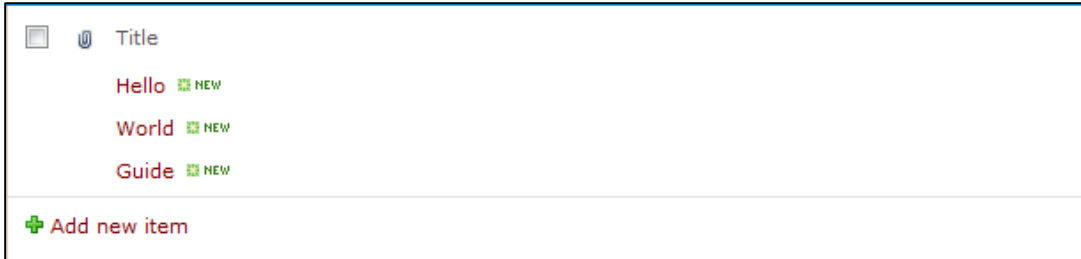 Title
Hello NEW
World NEW
Guide NEW
Add new item